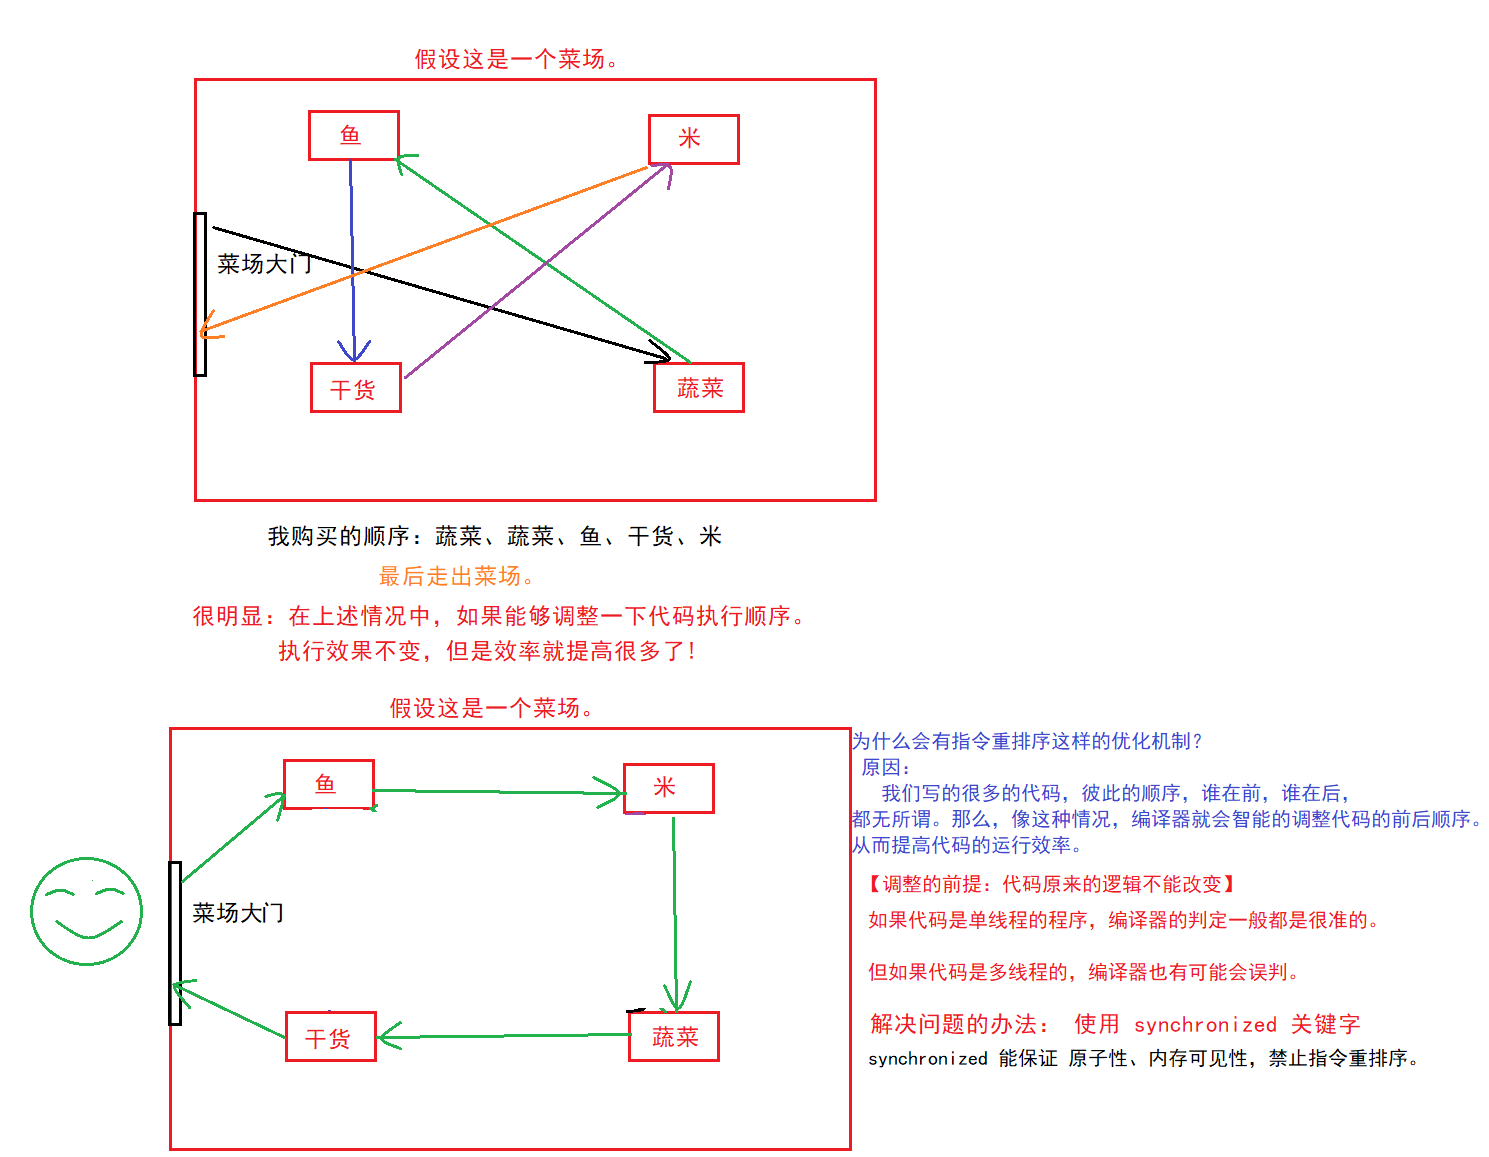 假设这是一个菜场。
鱼
米
菜场大门
干货
蔬菜
我购买的顺序：蔬菜、蔬菜、鱼、干货、米
最后走出菜场。
很明显：在上述情况中，如果能够调整一下代码执行顺序。
执行效果不变，但是效率就提高很多了！
假设这是一个菜场。
鱼
米
菜场大门
干货
蔬菜
为什么会有指令重排序这样的优化机制？
原因：
我们写的很多的代码，彼此的顺序，谁在前，谁在后，
都无所谓。那么，像这种情况，编译器就会智能的调整代码的前后顺序。
从而提高代码的运行效率。
【调整的前提：代码原来的逻辑不能改变】
如果代码是单线程的程序，编译器的判定一般都是很准的。
但如果代码是多线程的，编译器也有可能会误判。
解决问题的办法： 使用 synchronized 关键字
synchronized 能保证 原子性、内存可见性，禁止指令重排序。